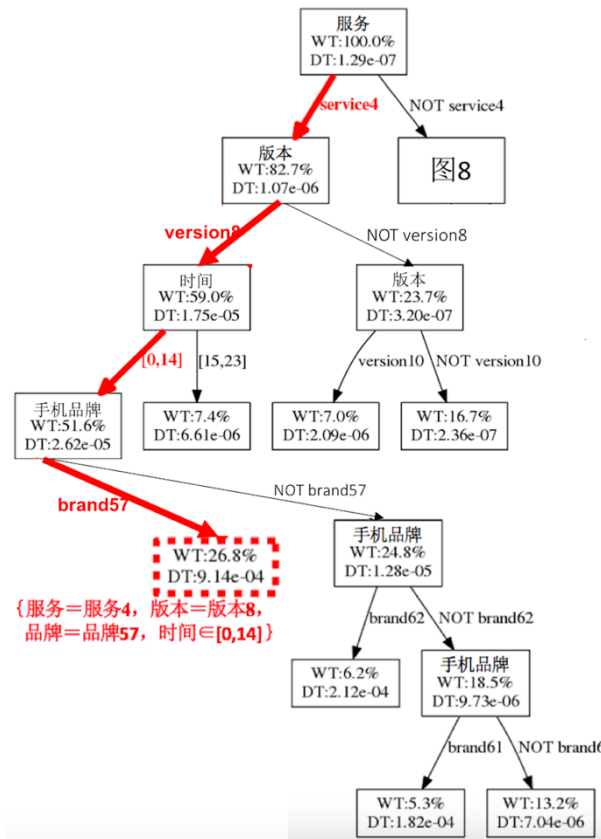 服务
WT:100.0%
DT:1.29e-07
service4
NOT service4
版本
WT:82.7%
DT:1.07e-06
图8
version8
NOT version8
时间
WT:59.0%
DT:1.75e-05
版本
WT:23.7%
DT:3.20e-07
[0,14]
[15,23]
version10
NOT version10
手机品牌
WT:51.6%
DT:2.62e-05
WT:7.4%
DT:6.61e-06
WT:7.0%
DT:2.09e-06
WT:16.7%
DT:2.36e-07
brand57
NOT brand57
WT:26.8%
DT:9.14e-04
手机品牌
WT:24.8%
DT:1.28e-05
{服务=服务4，版本=版本8，
品牌=品牌57，时间∈[0,14]}
brand62
NOT brand62
WT:6.2%
DT:2.12e-04
手机品牌
WT:18.5%
DT:9.73e-06
brand61
NOT brand6
WT:5.3%
DT:1.82e-04
WT:13.2%
DT:7.04e-06